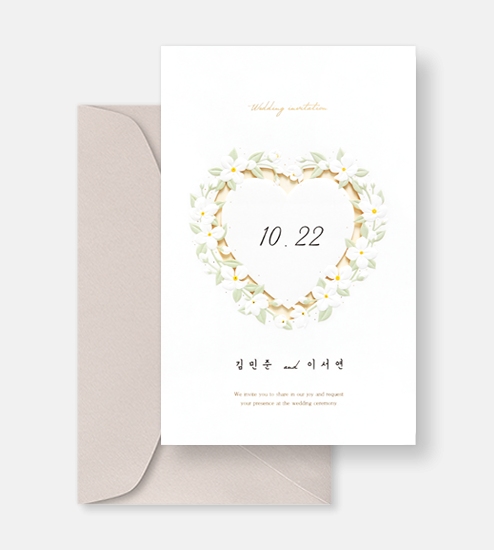 Wedding invitation
10.22
김민준 and 이서연
We invite you to share in our joy and request
your presence at the wedding ceremony